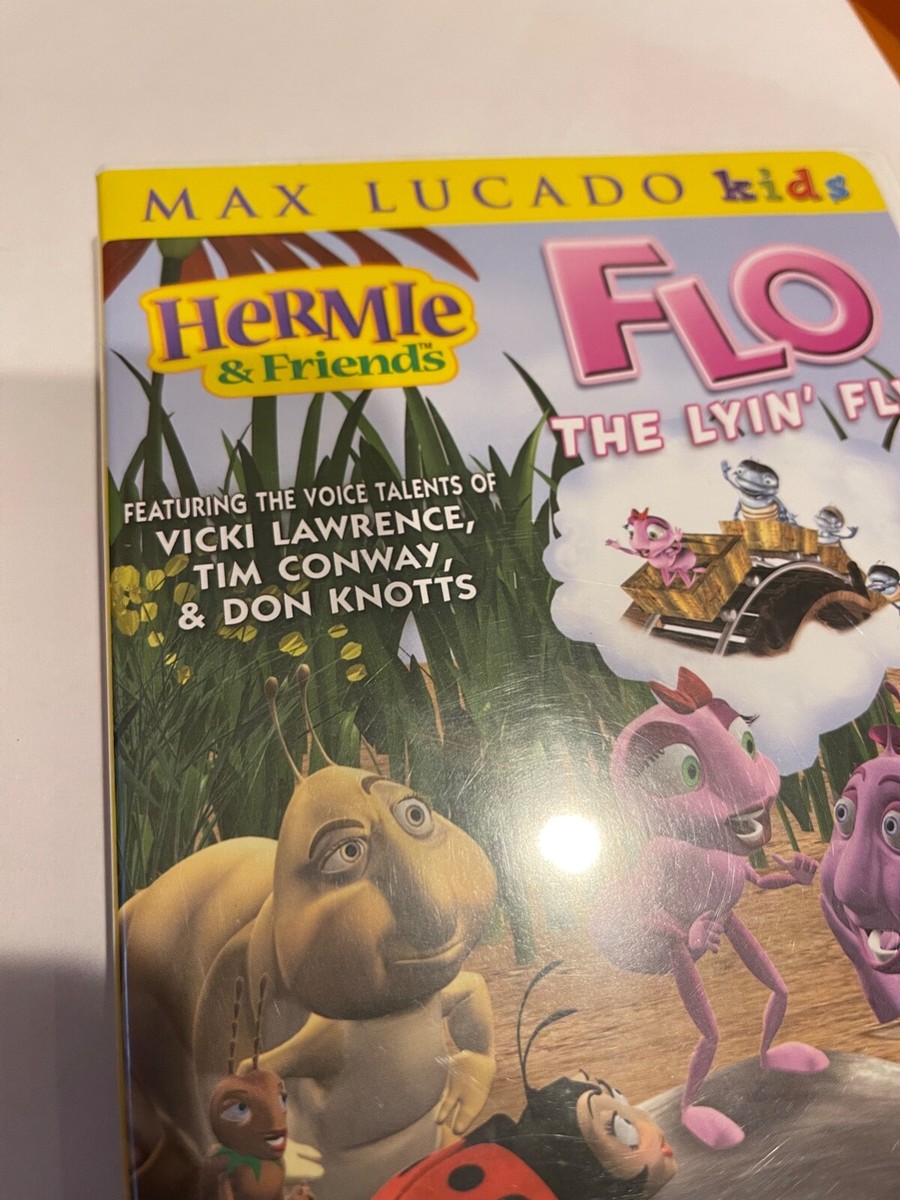 MAX LUCADO kids
HERMIE
& Friends™
FLO
THE LYIN' FLY
FEATURING THE VOICE TALENTS OF
VICKI LAWRENCE,
TIM CONWAY,
& DON KNOTTS